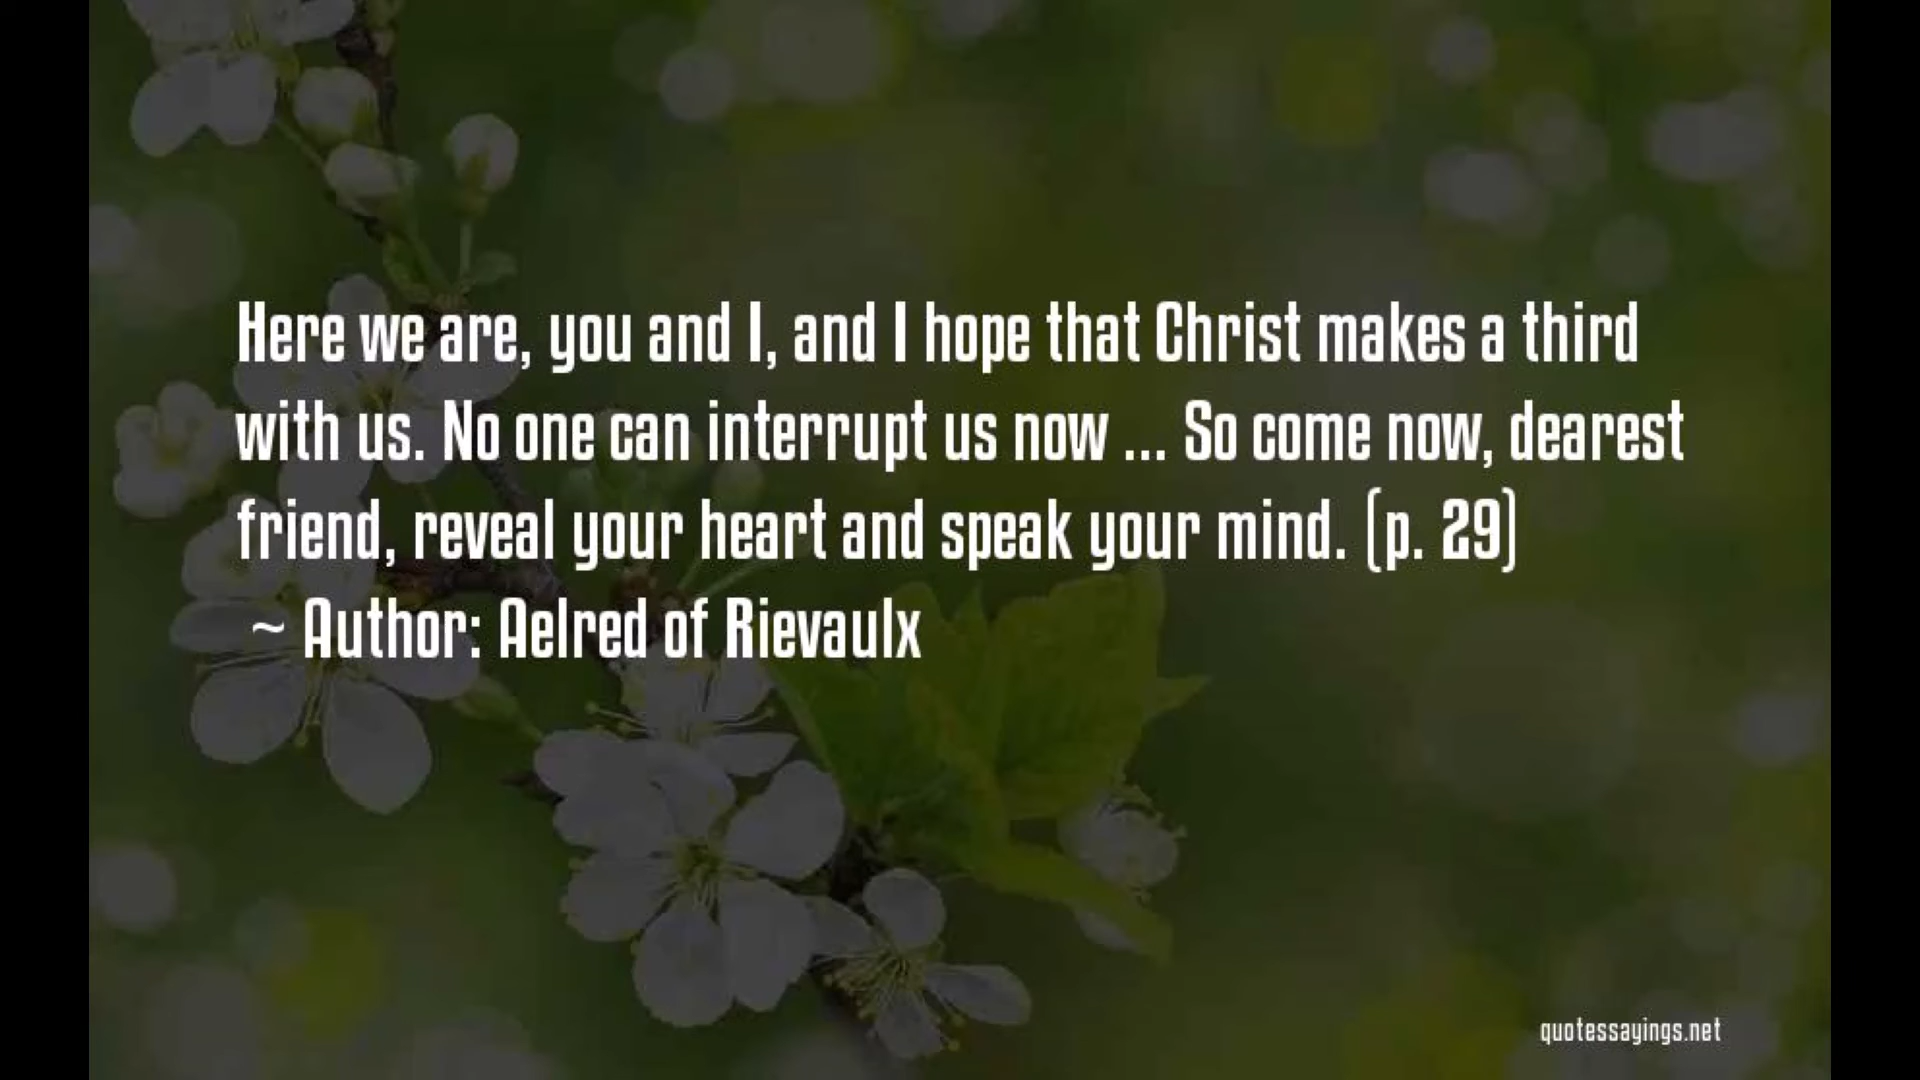 Here we are, you and I, and I hope that Christ makes a third
with us. No one can interrupt us now ... So come now, dearest
friend, reveal your heart and speak your mind. (p. 29)
~ Author: Aelred of Rievaulx
quotessayings.net